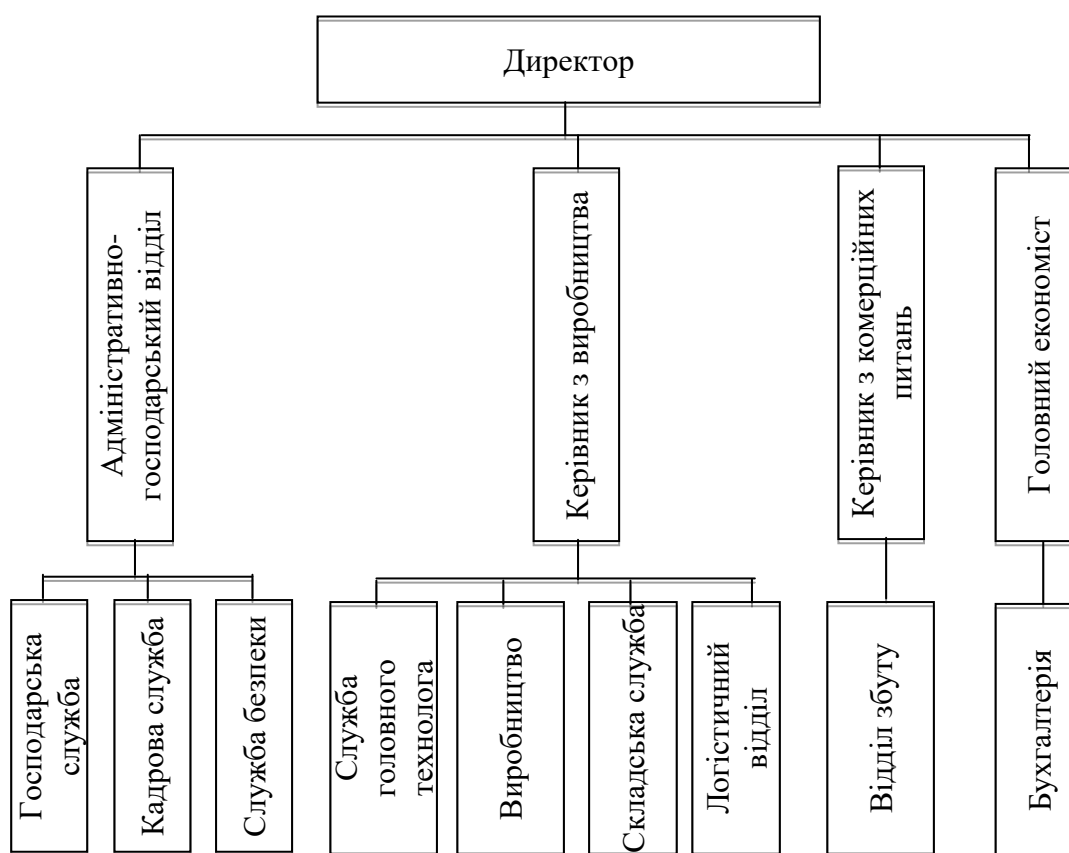 Директор
Адміністративно-
господарський відділ
Керівник з виробництва
Керівник з комерційних
питань
Головний економіст
Господарська
служба
Кадрова служба
Служба безпеки
Служба
головного
технолога
Виробництво
Складська служба
Логістичний
відділ
Відділ збуту
Бухгалтерія